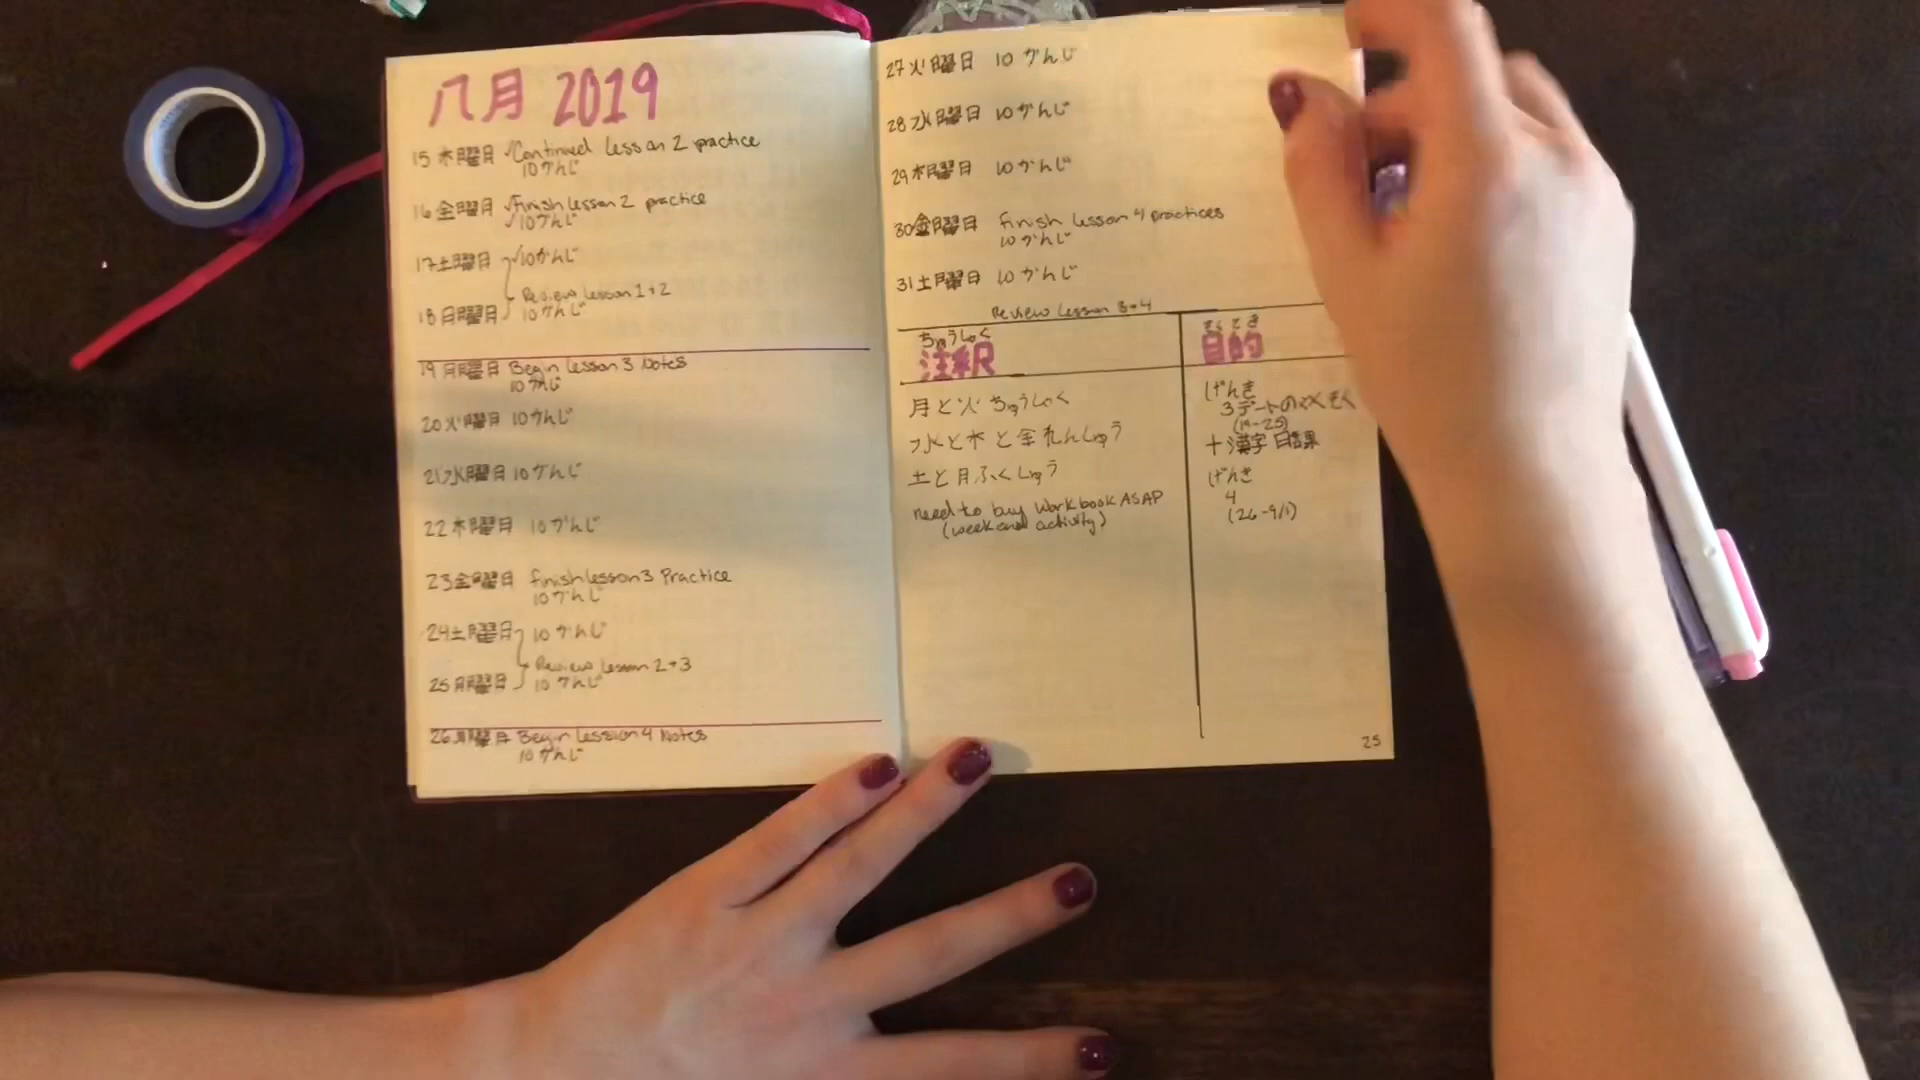 八月 2019
15 木曜日 ✓Continued lesson 2 practice
10 かんじ
16 金曜日 ✓Finish lesson 2 practice
✓10かんじ
17 土曜日 ✓10かんじ
Review lesson 1+2
18 日曜日 10 かんじ
19 月曜日 Begin lesson 3 Notes
10 かんじ
20 火曜日 10 かんじ
21 水曜日 10 かんじ
22 木曜日 10 かんじ
23 金曜日 finish lesson 3 Practice
10 かんじ
24 土曜日 10 かんじ
Review lesson 2+3
25 月曜日 10 かんじ
26 月曜日 Begin Lession 4 Notes
10 かんじ
27 火曜日 10 かんじ
28 水曜日 10 かんじ
29 木曜日 10 かんじ
30 金曜日 finish lesson 4 practices
10 かんじ
31 土曜日 10 かんじ
Review Lesson 3+4
ちゅうしゃく
注釈
月と火 ちゅうしゃく
水と木と金 れんしゅう
土と月 ふくしゅう
need to buy workbook ASAP
(weekend activity)
もくてき
目的
げんき
3 デートの
(19-25)
十漢字
げんき
4
(26-9/1)
25